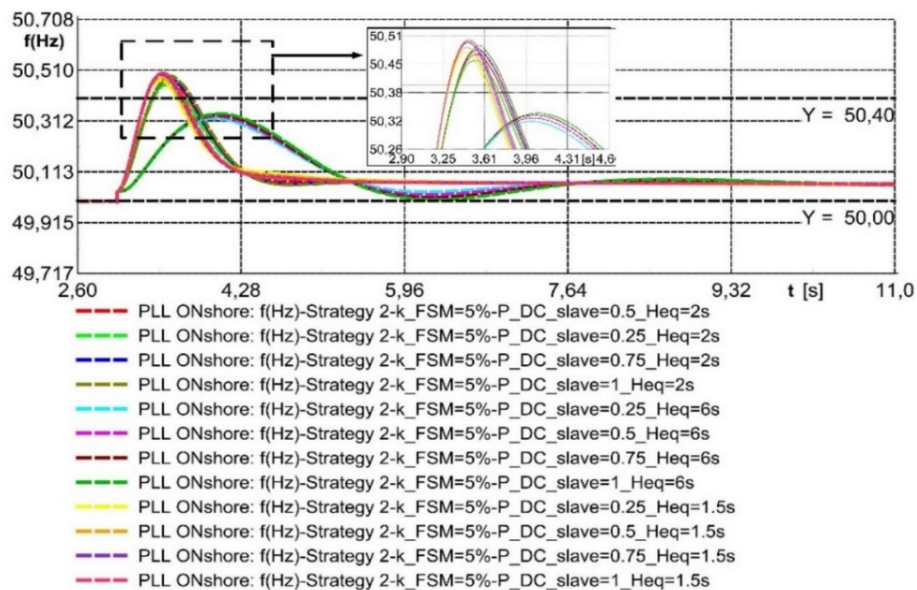 50,708
f(Hz)
50,510
50,312
50,113
49,915
49,717
50,51
50,45
50,38
50,32
50,26
2,90 3,25 3,61 3,96 4,31 [s] 4,6
Y = 50,40
Y = 50,00
2,60 4,28 5,96 7,64 9,32 t [s] 11,0
PLL ONshore: f(Hz)-Strategy 2-k_FSM=5%-P_DC_slave=0.5_Heq=2s
PLL ONshore: f(Hz)-Strategy 2-k_FSM=5%-P_DC_slave=0.25_Heq=2s
PLL ONshore: f(Hz)-Strategy 2-k_FSM=5%-P_DC_slave=0.75_Heq=2s
PLL ONshore: f(Hz)-Strategy 2-k_FSM=5%-P_DC_slave=1_Heq=2s
PLL ONshore: f(Hz)-Strategy 2-k_FSM=5%-P_DC_slave=0.25_Heq=6s
PLL ONshore: f(Hz)-Strategy 2-k_FSM=5%-P_DC_slave=0.5_Heq=6s
PLL ONshore: f(Hz)-Strategy 2-k_FSM=5%-P_DC_slave=0.75_Heq=6s
PLL ONshore: f(Hz)-Strategy 2-k_FSM=5%-P_DC_slave=1_Heq=6s
PLL ONshore: f(Hz)-Strategy 2-k_FSM=5%-P_DC_slave=0.25_Heq=1.5s
PLL ONshore: f(Hz)-Strategy 2-k_FSM=5%-P_DC_slave=0.5_Heq=1.5s
PLL ONshore: f(Hz)-Strategy 2-k_FSM=5%-P_DC_slave=0.75_Heq=1.5s
PLL ONshore: f(Hz)-Strategy 2-k_FSM=5%-P_DC_slave=1_Heq=1.5s